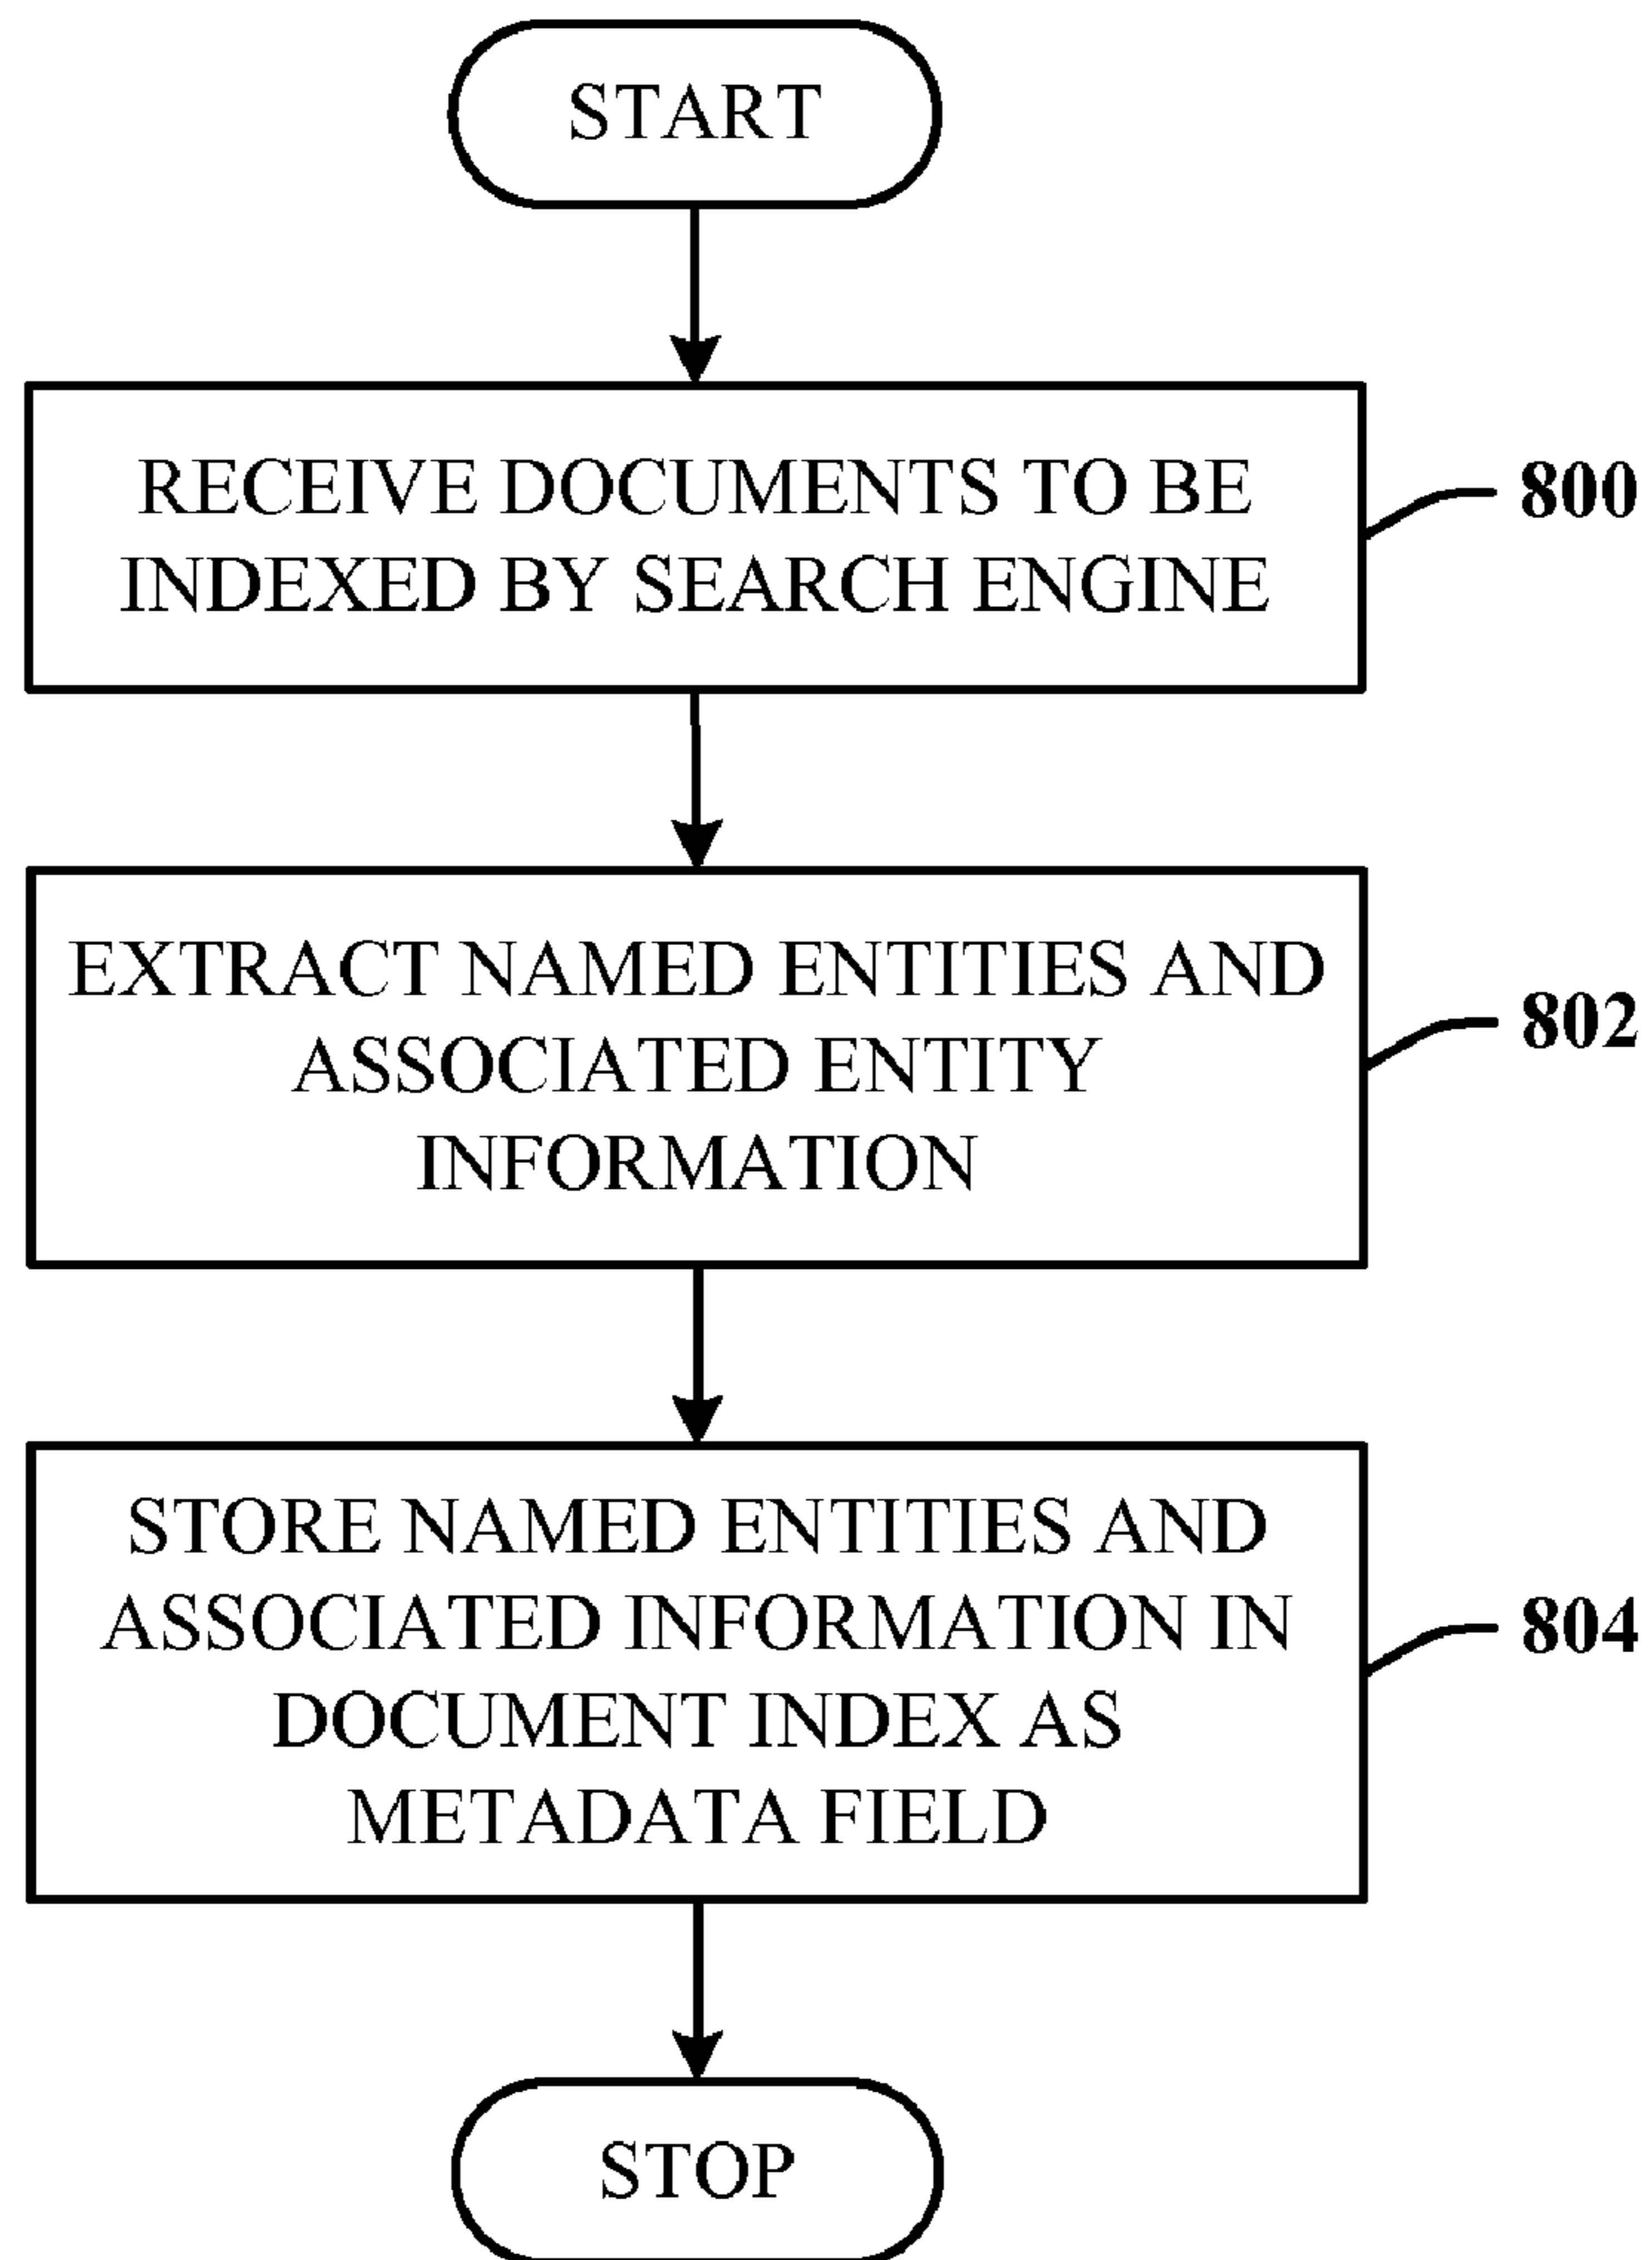 START
RECEIVE DOCUMENTS TO BE
INDEXED BY SEARCH ENGINE
800
EXTRACT NAMED ENTITIES AND
ASSOCIATED ENTITY
INFORMATION
802
STORE NAMED ENTITIES AND
ASSOCIATED INFORMATION IN
DOCUMENT INDEX AS
METADATA FIELD
804
STOP